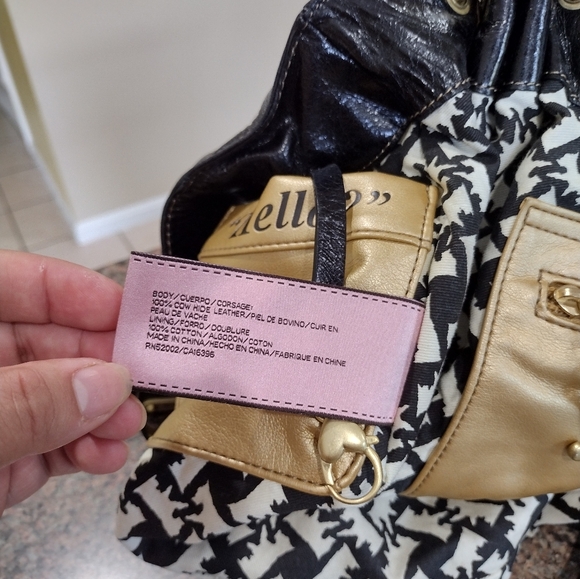 "Hello?"
BODY/CUERPO/CORSAGE:
100% COW HIDE LEATHER/PIEL DE BOVINO/CUIR EN
PEAU DE VACHE
LINING/FORRO/DOUBLURE
100% COTTON/ALGODON/COTON
MADE IN CHINA/HECHO EN CHINA/FABRIQUE EN CHINE
RN52002/CA16396